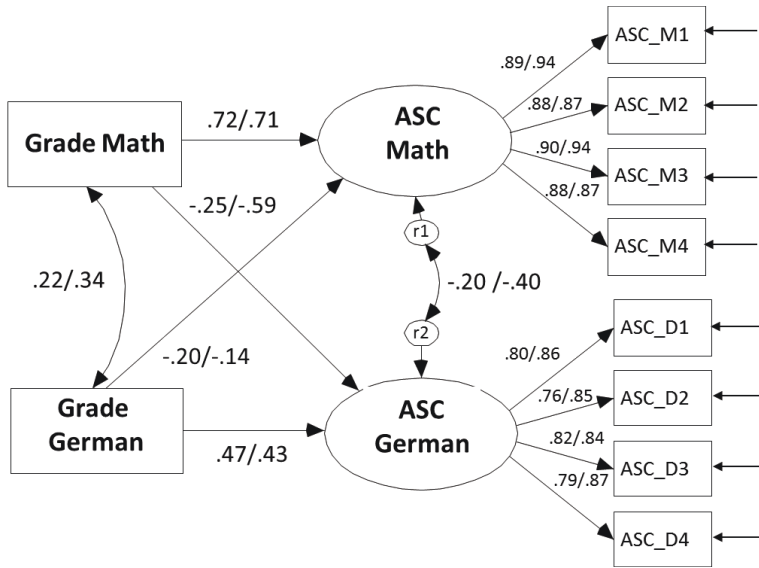 ASC_M1
.89/.94
ASC
Math
.88/.87
ASC_M2
Grade Math
.72/.71
.90/.94
ASC_M3
.88/.87
-.25/-.59
ASC_M4
r1
.22/.34
-.20 /-.40
r2
ASC_D1
-.20/-.14
.80/.86
Grade
German
ASC
German
.76/.85
ASC_D2
.47/.43
.82/.84
ASC_D3
.79/.87
ASC_D4